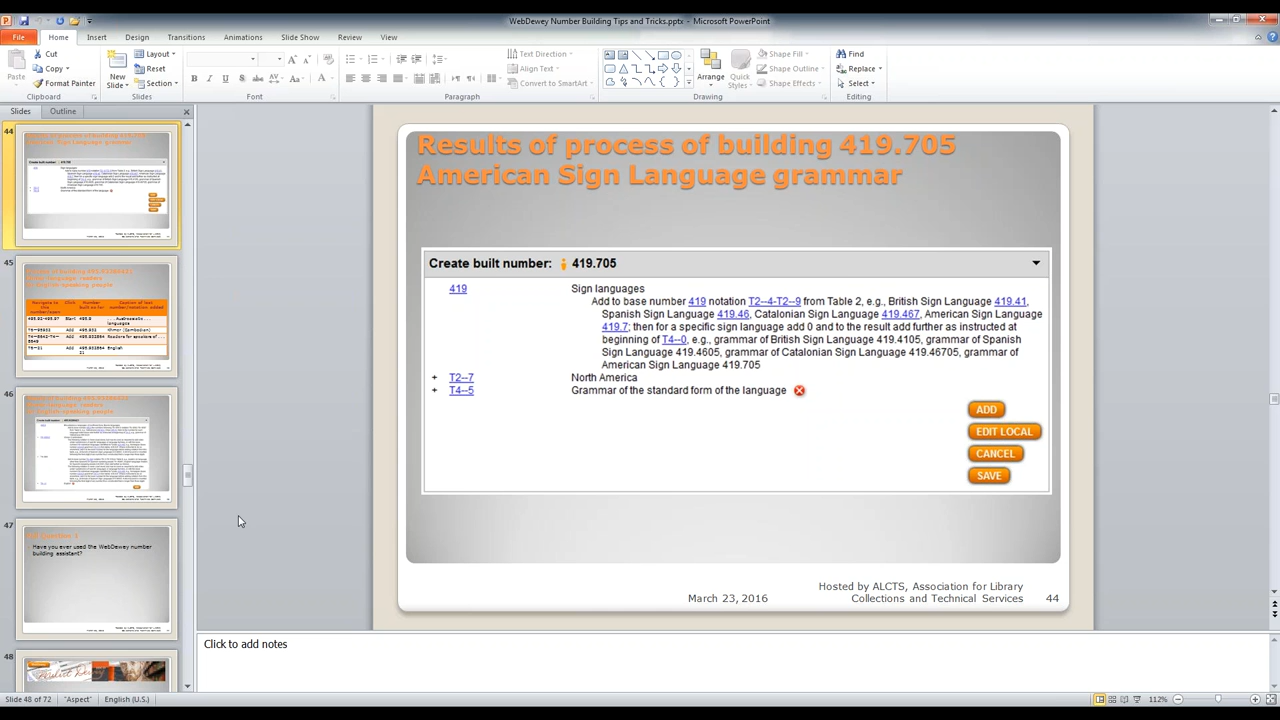 WebDewey Number Building Tips and Tricks.pptx - Microsoft PowerPoint
File Home Insert Design Transitions Animations Slide Show Review View
Paste
Cut
Copy
Format Painter
Clipboard
New
Slide
Layout
Reset
Section
Slides
Font
Text Direction
Align Text
Convert to SmartArt
Paragraph
Arrange
Quick
Styles
Shape Fill
Shape Outline
Shape Effects
Drawing
Find
Replace
Select
Editing
Slides Outline
44
45
46
47
Have you ever used the WebDewey number
building assistant?
48
Results of process of building 419.705
American Sign Language grammar
Create built number: 419.705
419 Sign languages
Add to base number 419 notation T2--4-T2--9 from Table 2, e.g., British Sign Language 419.41,
Spanish Sign Language 419.46, Catalonian Sign Language 419.467, American Sign Language
419.7; then for a specific sign language add 0 and to the result add further as instructed at
beginning of T4--0, e.g., grammar of British Sign Language 419.4105, grammar of Spanish
Sign Language 419.4605, grammar of Catalonian Sign Language 419.46705, grammar of
American Sign Language 419.705
+ T2--7 North America
+ T4--5 Grammar of the standard form of the language
ADD
EDIT LOCAL
CANCEL
SAVE
March 23, 2016
Hosted by ALCTS, Association for Library
Collections and Technical Services
44
Click to add notes
Slide 48 of 72 "Aspect" English (U.S.) 112%